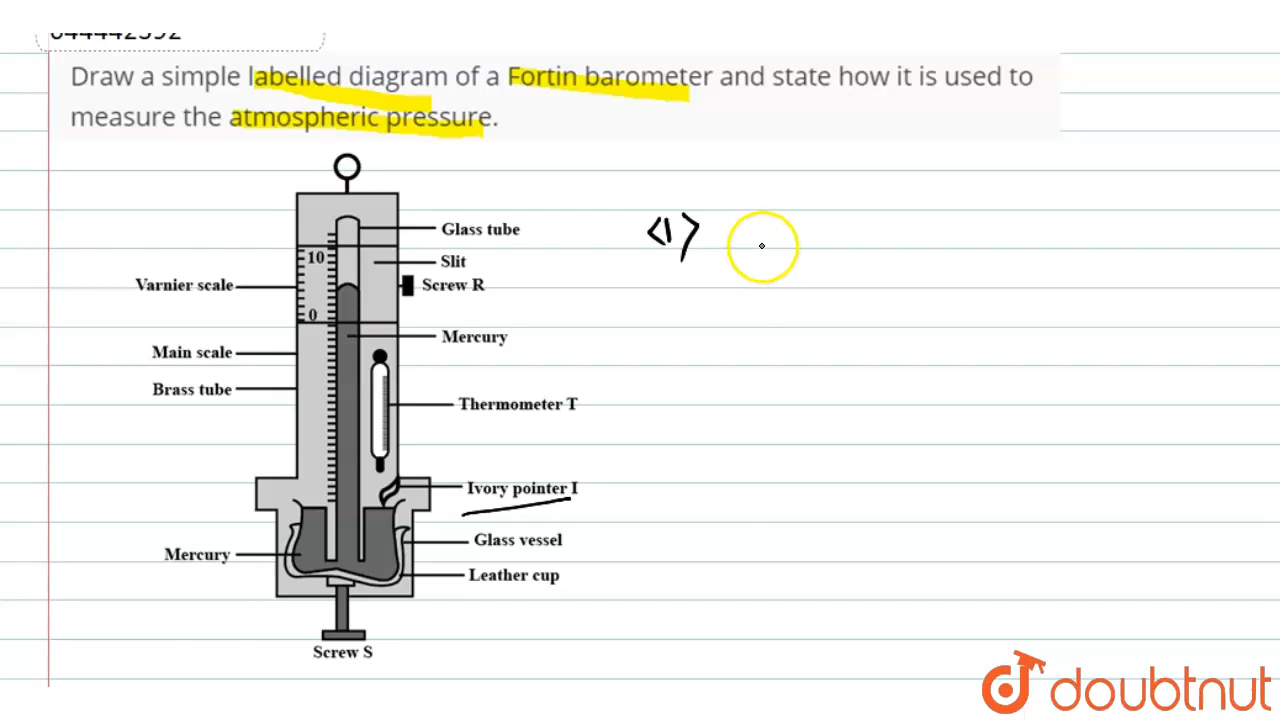 Draw a simple labelled diagram of a Fortin barometer and state how it is used to
measure the atmospheric pressure.
Glass tube
10
Slit
Varnier scale
Screw R
0
Mercury
Main scale
Brass tube
Thermometer T
Ivory pointer I
Glass vessel
Mercury
Leather cup
Screw S
<1>
doubtnut